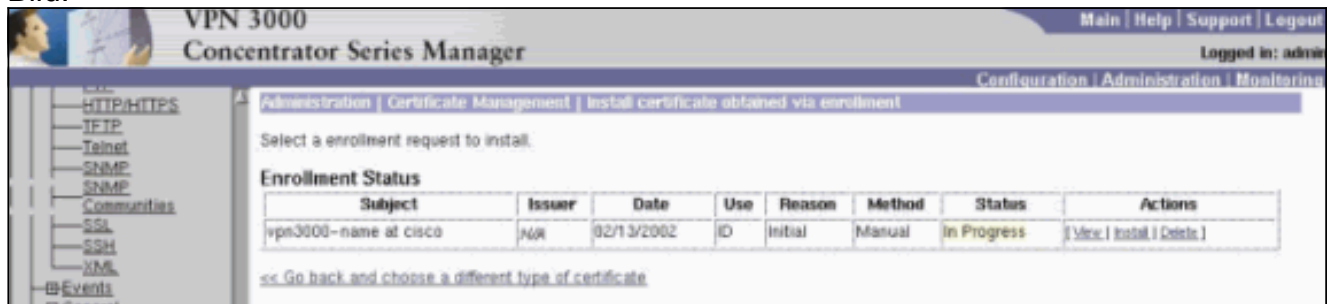 VPN 3000
Concentrator Series Manager
Main | Help | Support | Logout
Logged in: admin
Configuration | Administration | Monitoring
HTTP/HTTPS
TFTP
Telnet
SNMP
SNMP
Communities
SSL
SSH
XML
Events
Administration | Certificate Management | Install certificate obtained via enrollment
Select a enrollment request to install.
Enrollment Status
Subject Issuer Date Use Reason Method Status Actions
vpn3000-name at cisco N/A 02/13/2002 ID Initial Manual In Progress [ View | Install | Delete ]
<< Go back and choose a different type of certificate